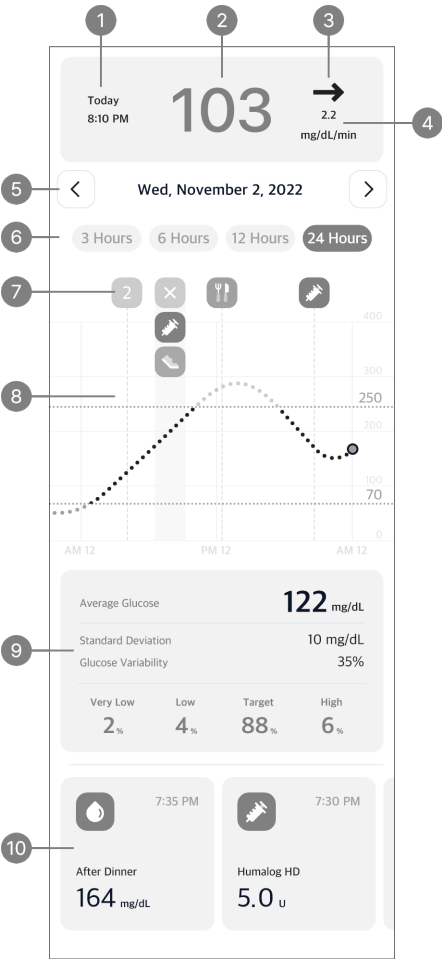 1
2
3
Today
8:10 PM
103
2.2
mg/dL/min
4
5
Wed, November 2, 2022
6
3 Hours
6 Hours
12 Hours
24 Hours
7
2
400
8
300
250
200
100
70
0
AM 12
PM 12
AM 12
Average Glucose
122 mg/dL
9
Standard Deviation
10 mg/dL
Glucose Variability
35%
Very Low
Low
Target
High
2%
4%
88%
6%
7:35 PM
7:30 PM
10
After Dinner
Humalog HD
164 mg/dL
5.0 U